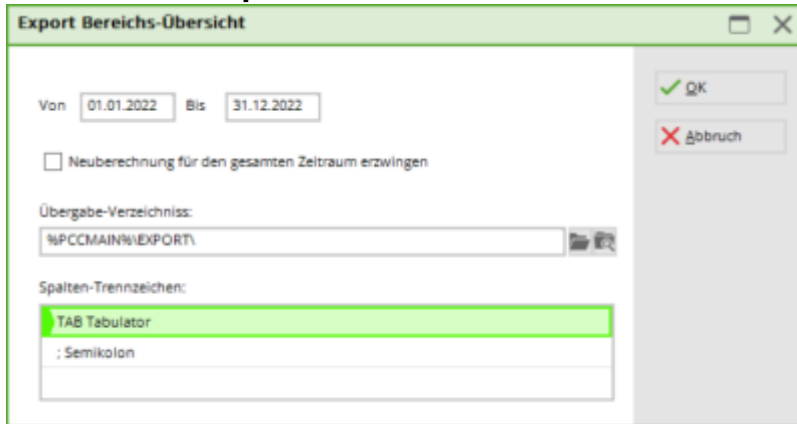 Export Bereichs-Übersicht
OK
Von 01.01.2022 Bis 31.12.2022
Abbruch
Neuberechnung für den gesamten Zeitraum erzwingen
Übergabe-Verzeichniss:
%PCCMAIN%\EXPORT\
Spalten-Trennzeichen:
TAB Tabulator
; Semikolon